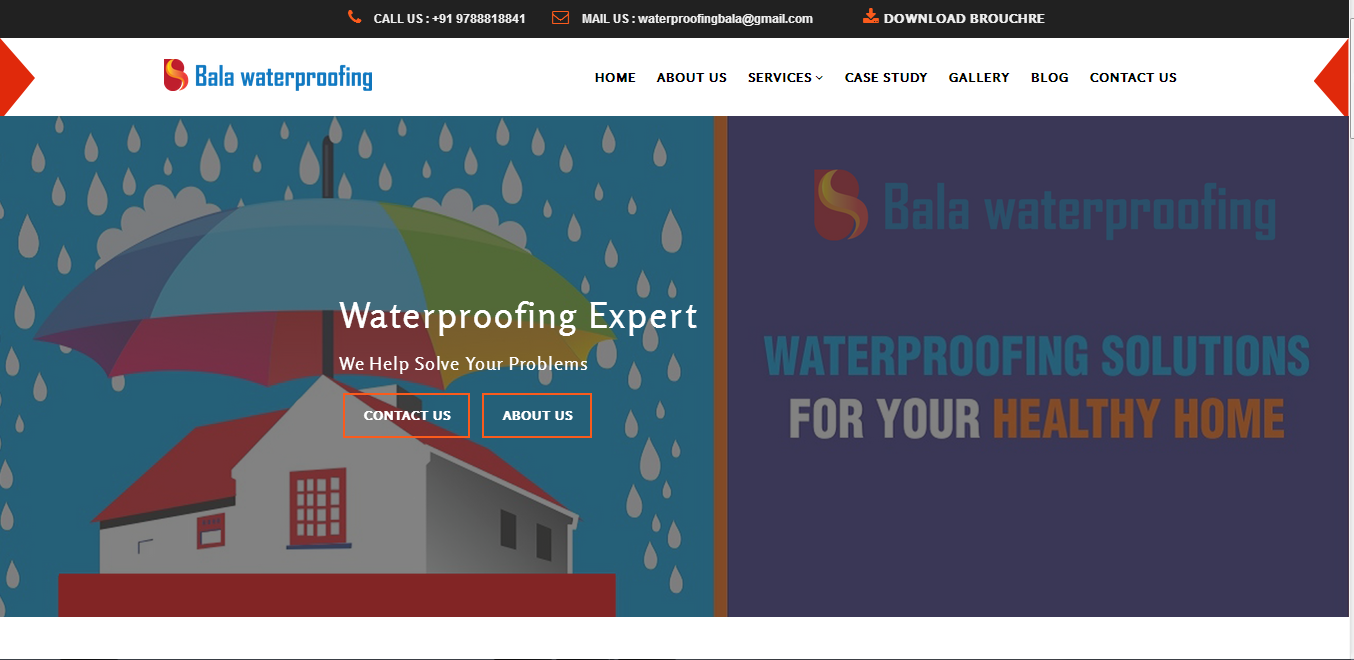 CALL US : +91 9788818841 MAIL US : waterproofingbala@gmail.com DOWNLOAD BROUCHRE
Bala waterproofing HOME ABOUT US SERVICES CASE STUDY GALLERY BLOG CONTACT US
Bala waterproofing
Waterproofing Expert
We Help Solve Your Problems
CONTACT US ABOUT US
WATERPROOFING SOLUTIONS
FOR YOUR HEALTHY HOME